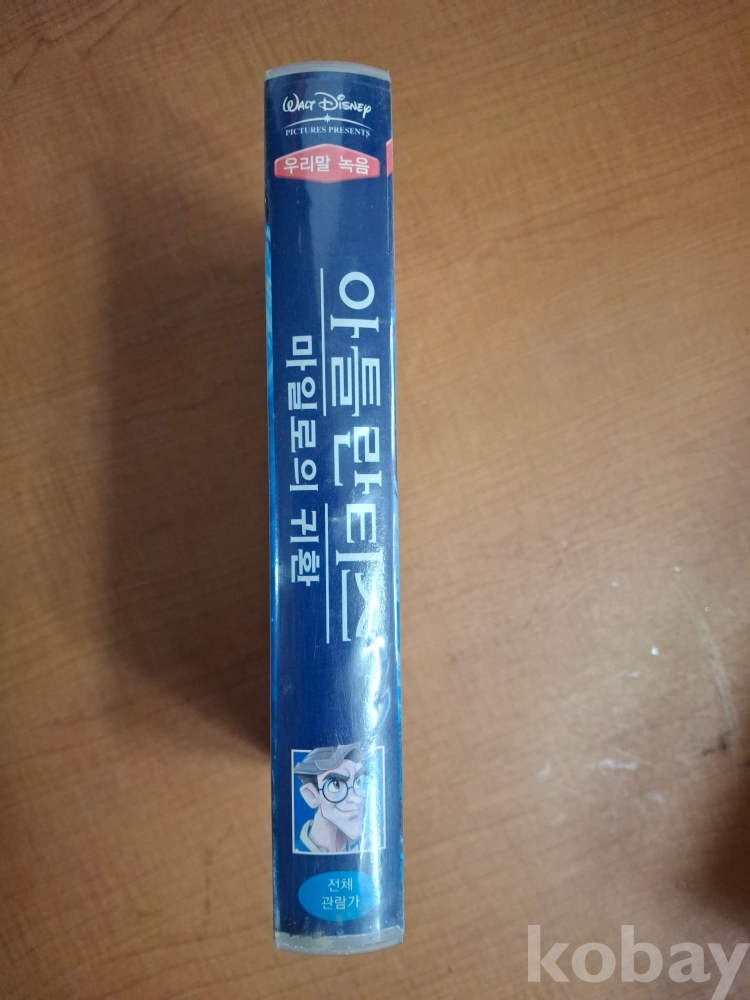 WALT DISNEY
PICTURES PRESENTS
우리말 녹음
아틀란티스
마일로의 귀환
전체
관람가
kobay